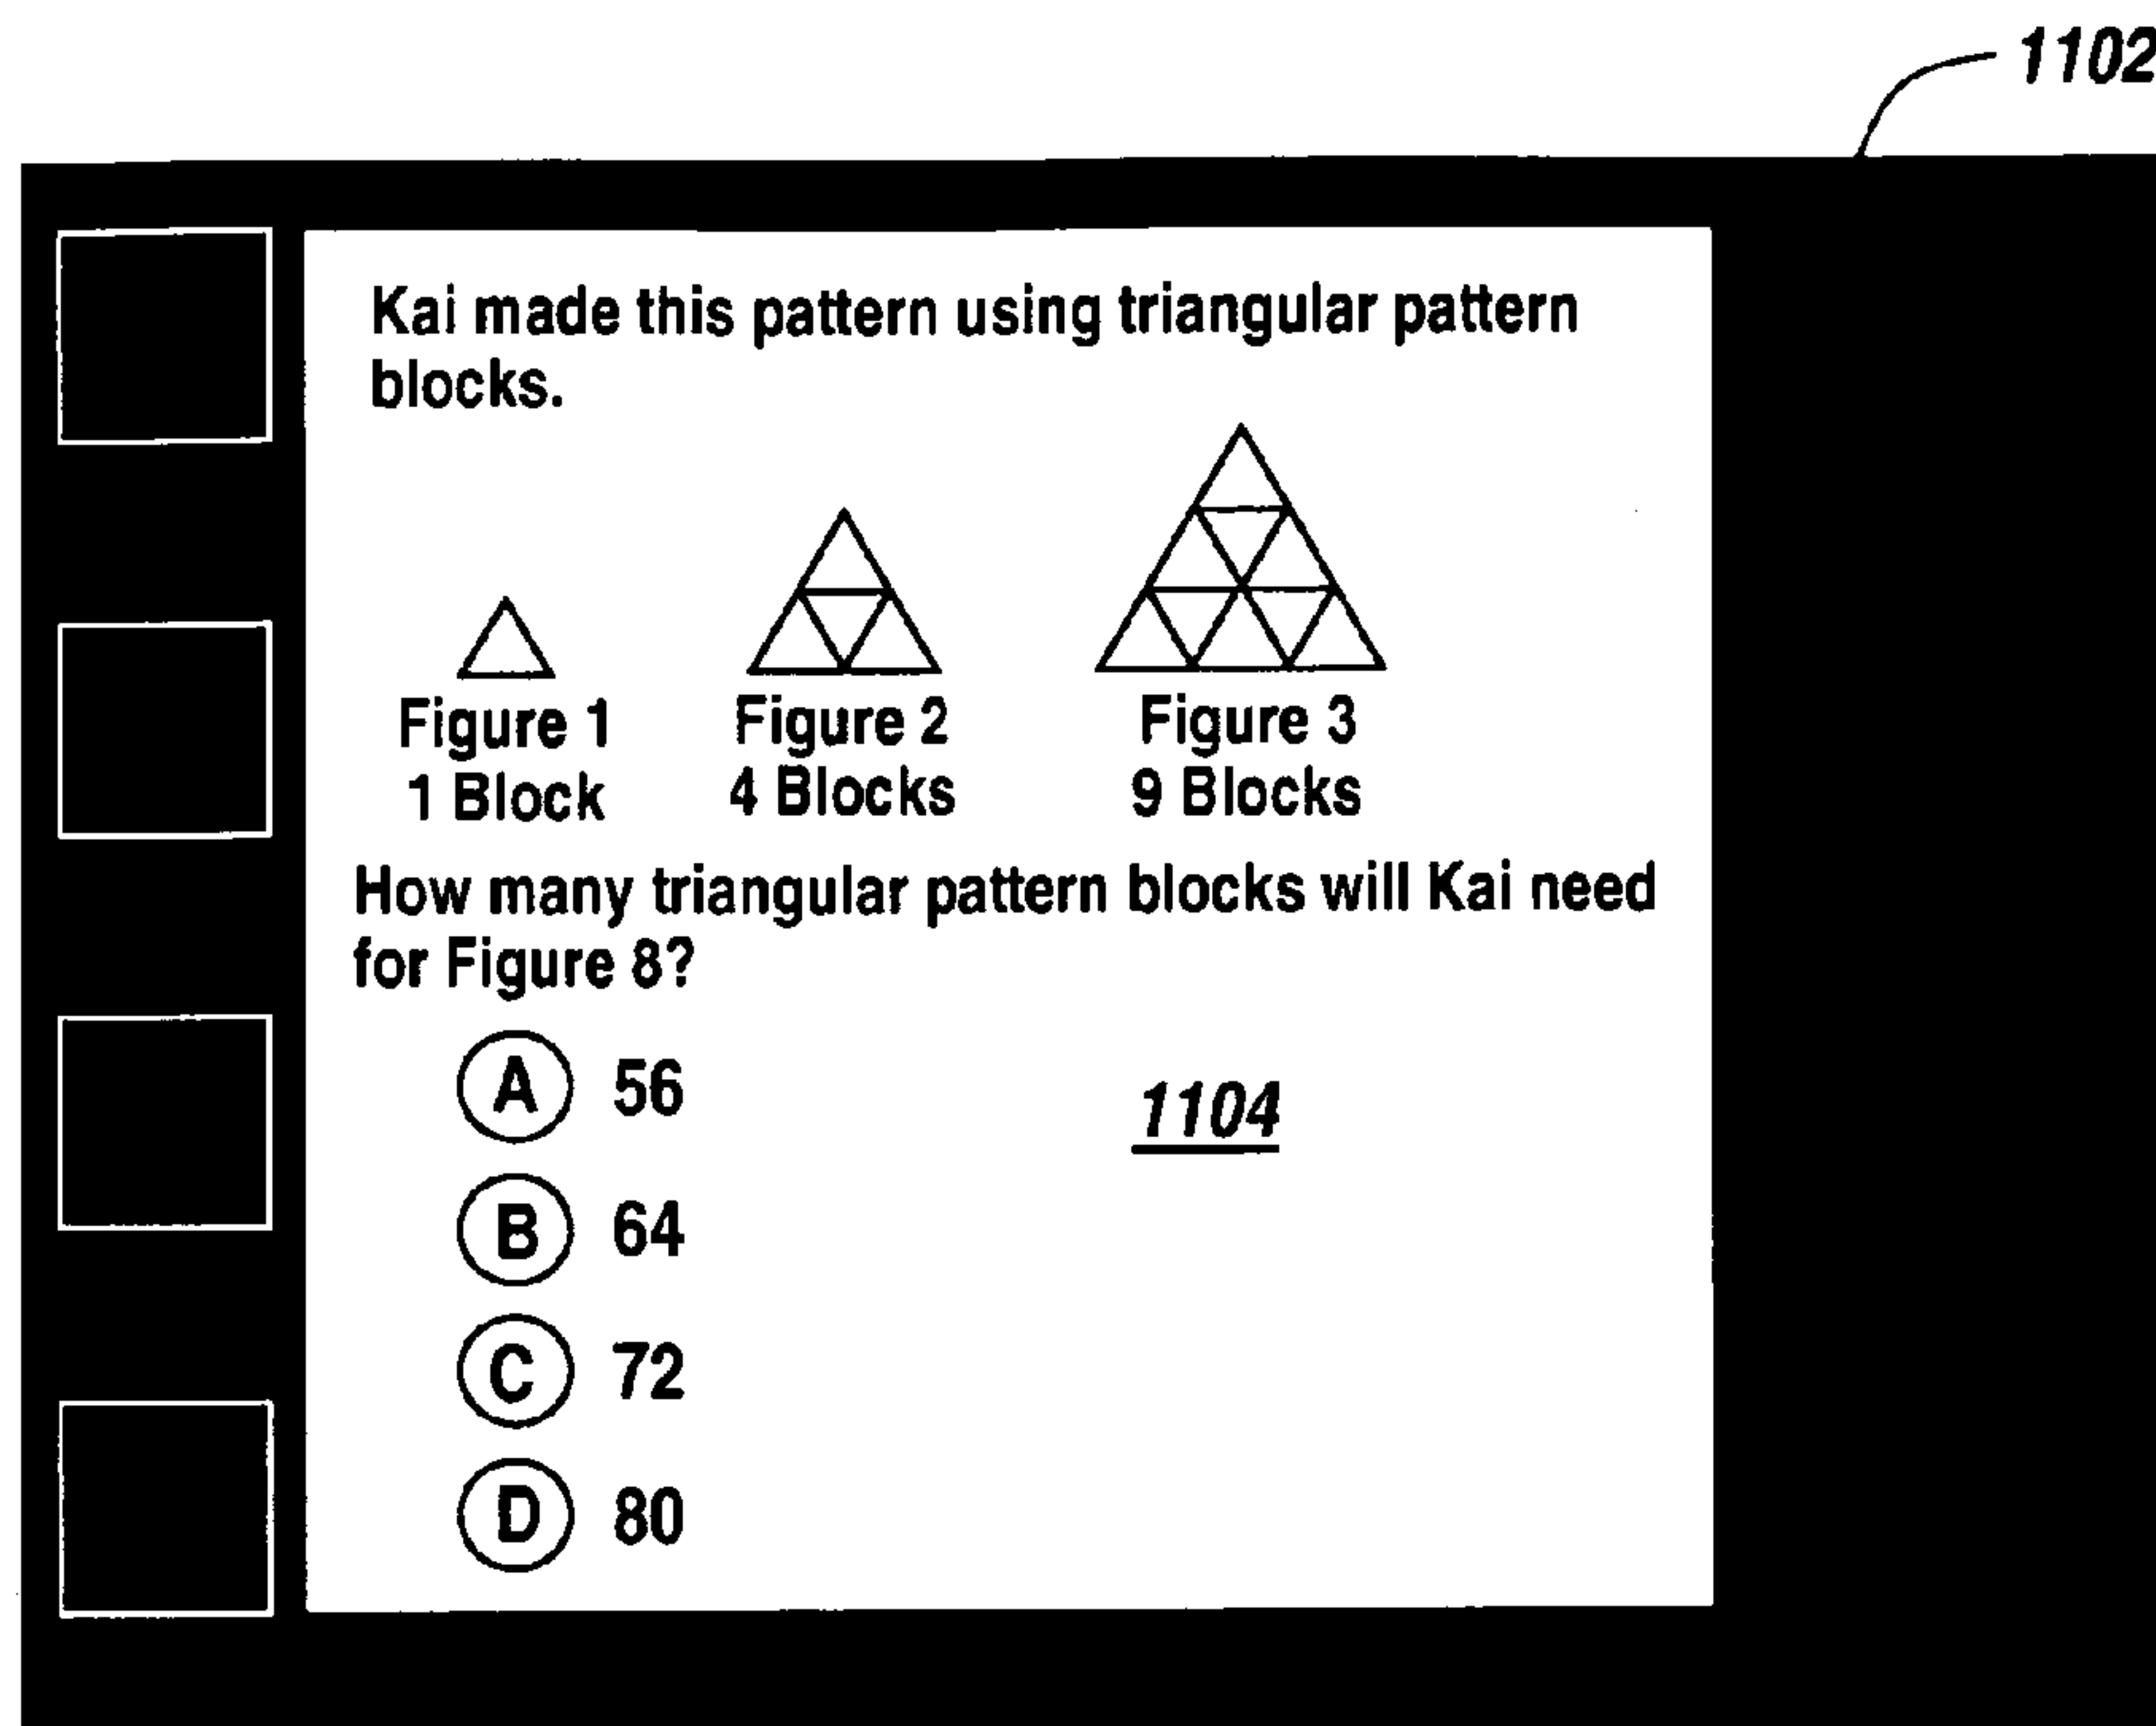 1102
Kai made this pattern using triangular pattern
blocks.
Figure 1
1 Block
Figure 2
4 Blocks
Figure 3
9 Blocks
How many triangular pattern blocks will Kai need
for Figure 8?
A 56
1104
B 64
C 72
D 80